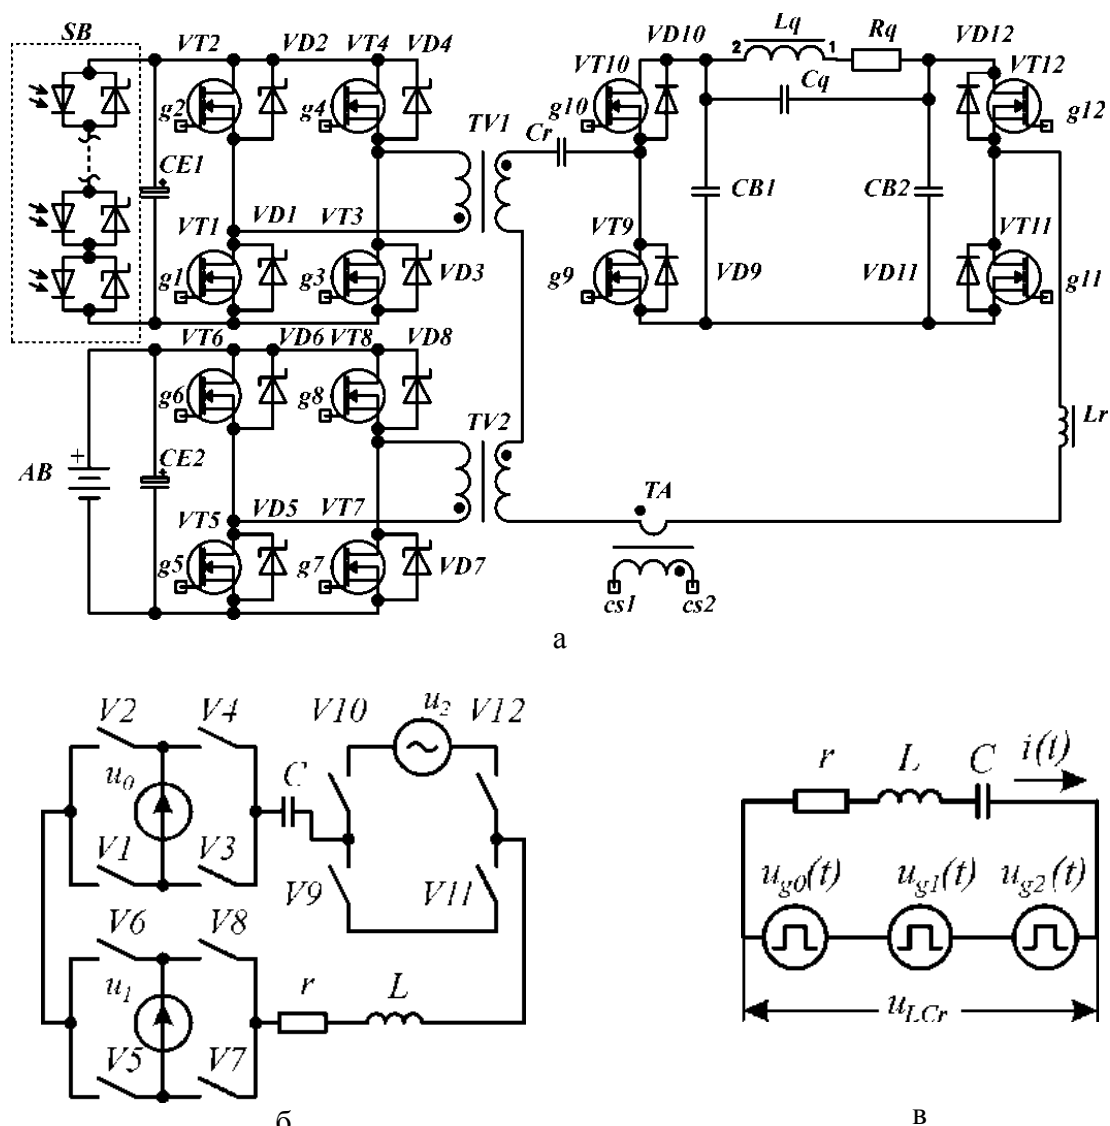 SB
VT2 VD2 VT4 VD4
g2 g4
CE1
VT1 VD1 VT3
g1 g3 VD3
TV1
Cr
VD10 Lq Rq VD12
2 1
VT10 Cq VT12
g10 g12
CB1 CB2
VT9 VD9 VD11 VT11
g9 g11
VT6 VD6 VT8 VD8
g6 g8
AB + CE2
VT5 VD5 VT7
g5 g7 VD7
TV2
Lr
TA
cs1 cs2
а
V2 V4 V10 u2 V12
u0 C
V1 V3 V9 V11
V6 V8
u1 r L
V5 V7
б
r L C i(t)
ug0(t) ug1(t) ug2(t)
uLCr
в